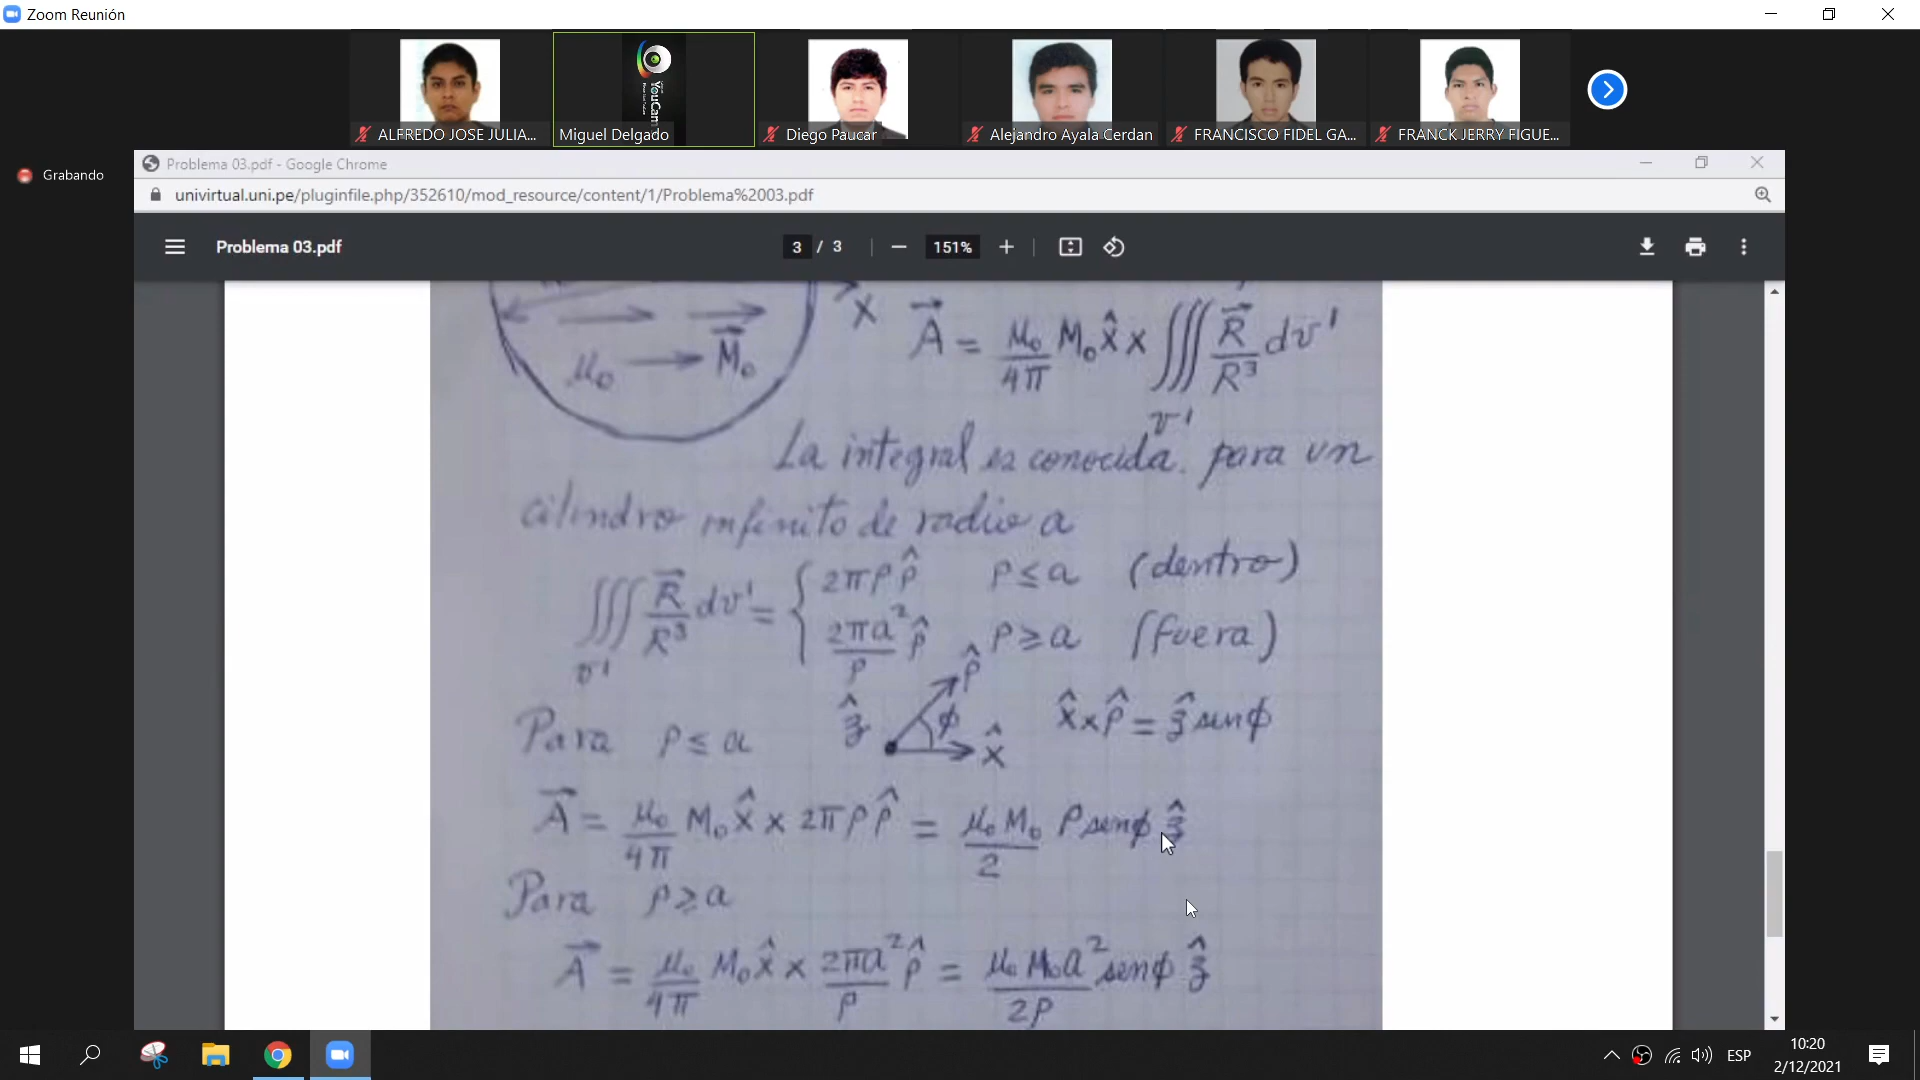 Zoom Reunión
YouCam
ALFREDO JOSE JULIA...
Miguel Delgado
Diego Paucar
Alejandro Ayala Cerdan
FRANCISCO FIDEL GA...
FRANCK JERRY FIGUE...
Grabando
Problema 03.pdf - Google Chrome
univirtual.uni.pe/pluginfile.php/352610/mod_resource/content/1/Problema%2003.pdf
Problema 03.pdf
3 / 3
151%
X
μ₀ → M⃗₀
A⃗ = μ₀/4π M₀ x̂ × ∭_v' R⃗/R³ dv'
La integral es conocida para un
cilindro infinito de radio a
∭_v' R⃗/R³ dv' = { 2πρ ρ̂ ρ ≤ a (dentro)
2πa²/ρ ρ̂ ρ ≥ a (fuera)
Para ρ ≤ a
ẑ ρ̂ ϕ x̂
x̂ × ρ̂ = ẑ senϕ
A⃗ = μ₀/4π M₀ x̂ × 2πρ ρ̂ = μ₀M₀/2 ρ senϕ ẑ
Para ρ ≥ a
A⃗ = μ₀/4π M₀ x̂ × 2πa²/ρ ρ̂ = μ₀M₀a²/2ρ senϕ ẑ
ESP
10:20
2/12/2021